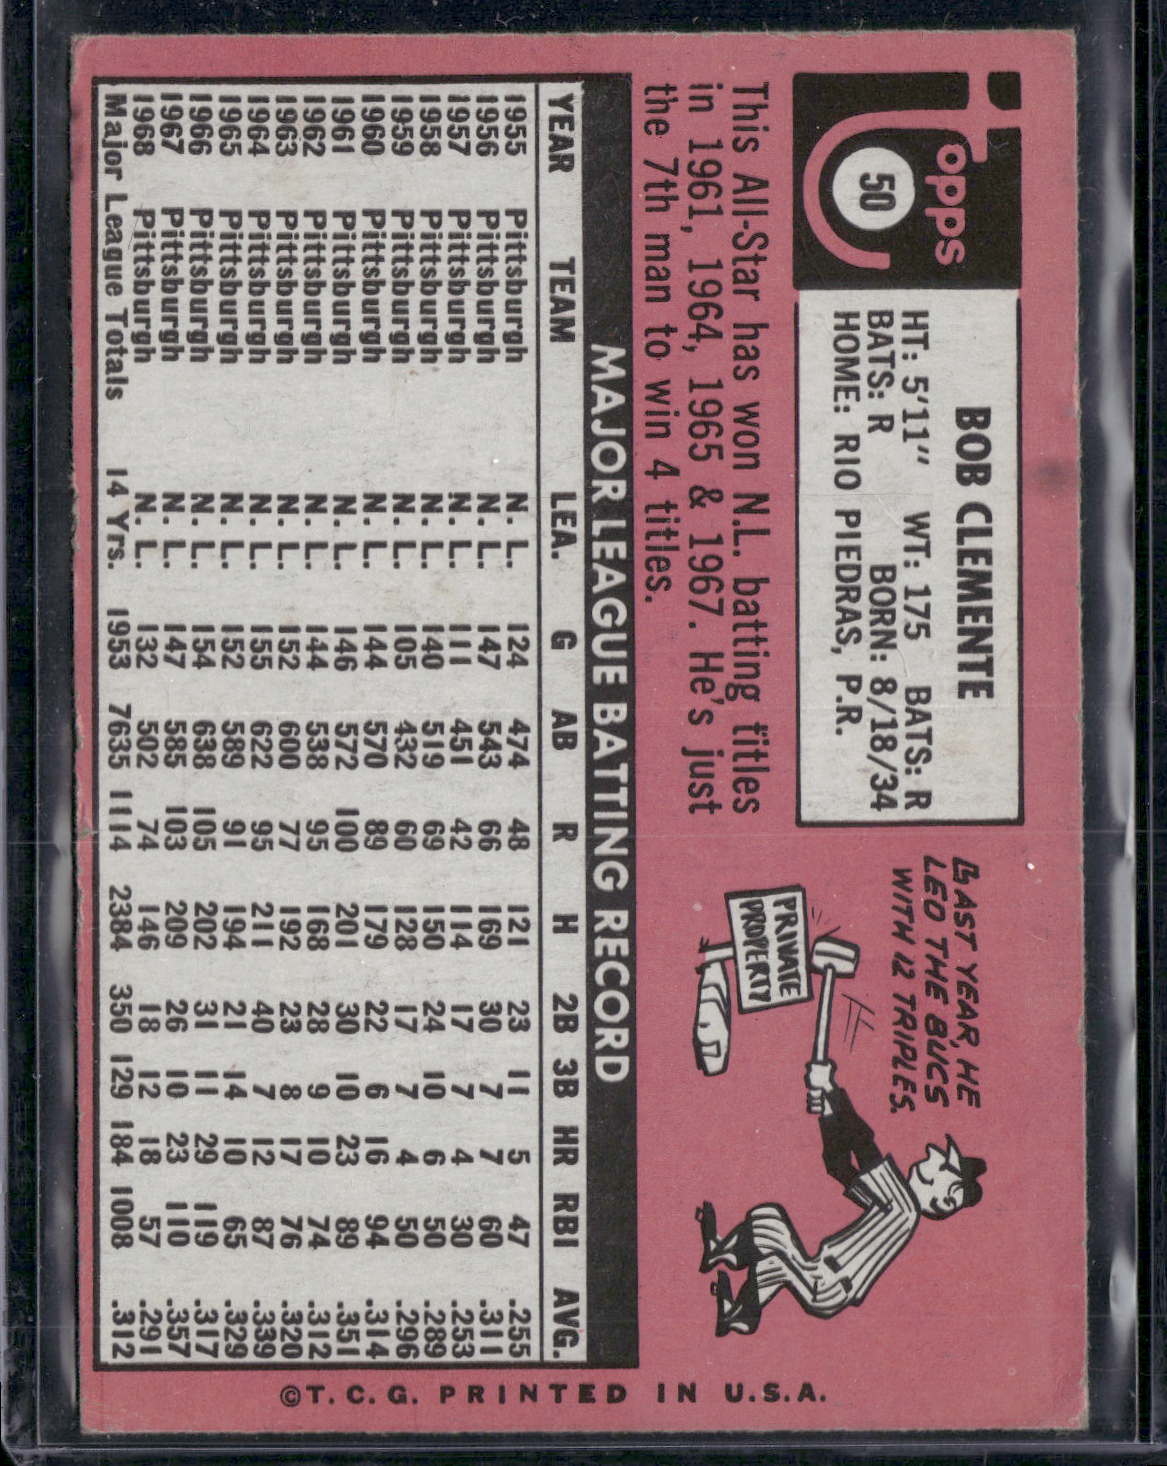 Topps
50
BOB CLEMENTE
HT: 5'11" WT: 175 BATS: R
BATS: R BORN: 8/18/34
HOME: RIO PIEDRAS, P.R.
This All-Star has won N.L. batting titles
in 1961, 1964, 1965 & 1967. He's just
the 7th man to win 4 titles.
LAST YEAR, HE
LED THE BUCS
WITH 12 TRIPLES.
PRIVATE
PROPERTY
MAJOR LEAGUE BATTING RECORD
YEAR TEAM LEA. G AB R H 2B 3B HR RBI AVG.
1955 Pittsburgh N. L. 124 474 48 121 23 11 5 47 .255
1956 Pittsburgh N. L. 147 543 66 169 30 7 7 60 .311
1957 Pittsburgh N. L. 111 451 42 114 17 7 4 30 .253
1958 Pittsburgh N. L. 140 519 69 150 24 10 6 50 .289
1959 Pittsburgh N. L. 105 432 60 128 17 7 4 50 .296
1960 Pittsburgh N. L. 144 570 89 179 22 6 16 94 .314
1961 Pittsburgh N. L. 146 572 100 201 30 10 23 89 .351
1962 Pittsburgh N. L. 144 538 95 168 28 9 10 74 .312
1963 Pittsburgh N. L. 152 600 77 192 23 8 17 76 .320
1964 Pittsburgh N. L. 155 622 95 211 40 7 12 87 .339
1965 Pittsburgh N. L. 152 589 91 194 21 14 10 65 .329
1966 Pittsburgh N. L. 154 638 105 202 31 11 29 119 .317
1967 Pittsburgh N. L. 147 585 103 209 26 10 23 110 .357
1968 Pittsburgh N. L. 132 502 74 146 18 12 18 57 .291
Major League Totals 14 Yrs. 1953 7635 1114 2384 350 129 184 1008 .312
©T. C. G. PRINTED IN U.S.A.